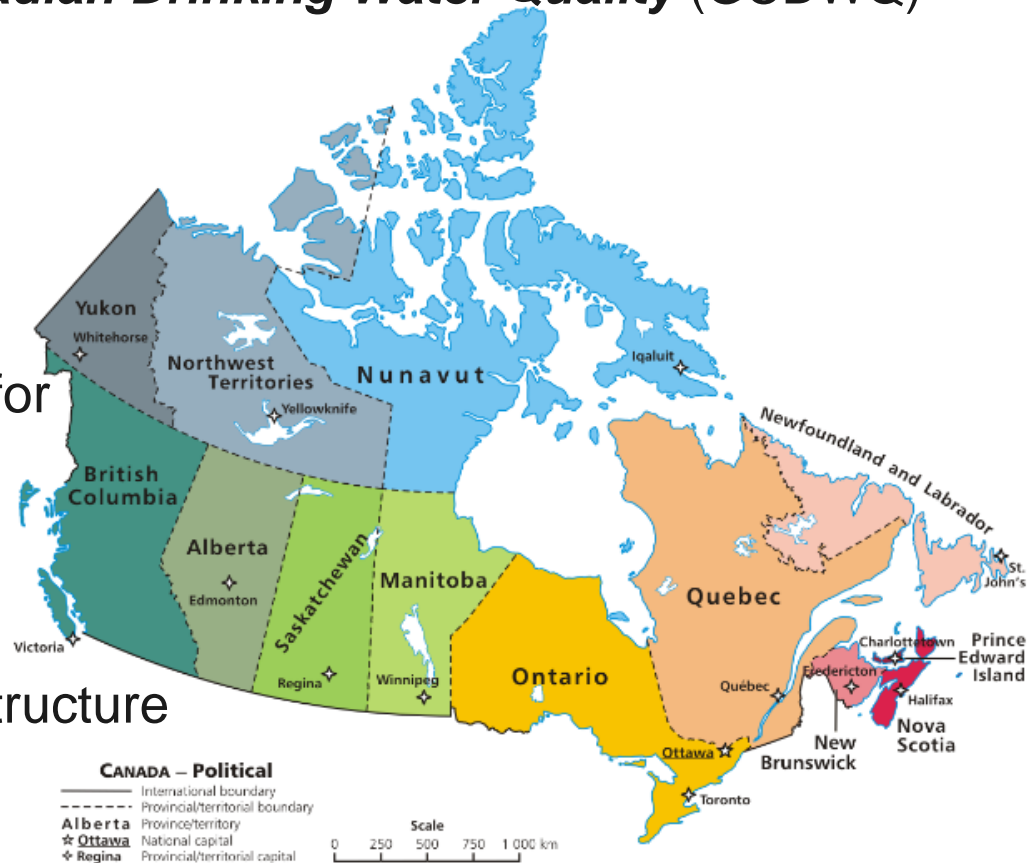 adian Drinking Water Quality (GCDWQ)
Yukon
Whitehorse
Northwest
Territories
Yellowknife
Nunavut
Iqaluit
for
British
Columbia
Newfoundland and Labrador
St.
John's
Alberta
Edmonton
Saskatchewan
Manitoba
Quebec
Victoria
Regina
Winnipeg
Ontario
Québec
Charlottetown
Prince
Edward
Island
Fredericton
Halifax
Nova
Scotia
New
Brunswick
tructure
Ottawa
Toronto
CANADA – Political
International boundary
Provincial/territorial boundary
Alberta Province/territory
Ottawa National capital
Regina Provincial/territorial capital
Scale
0 250 500 750 1 000 km